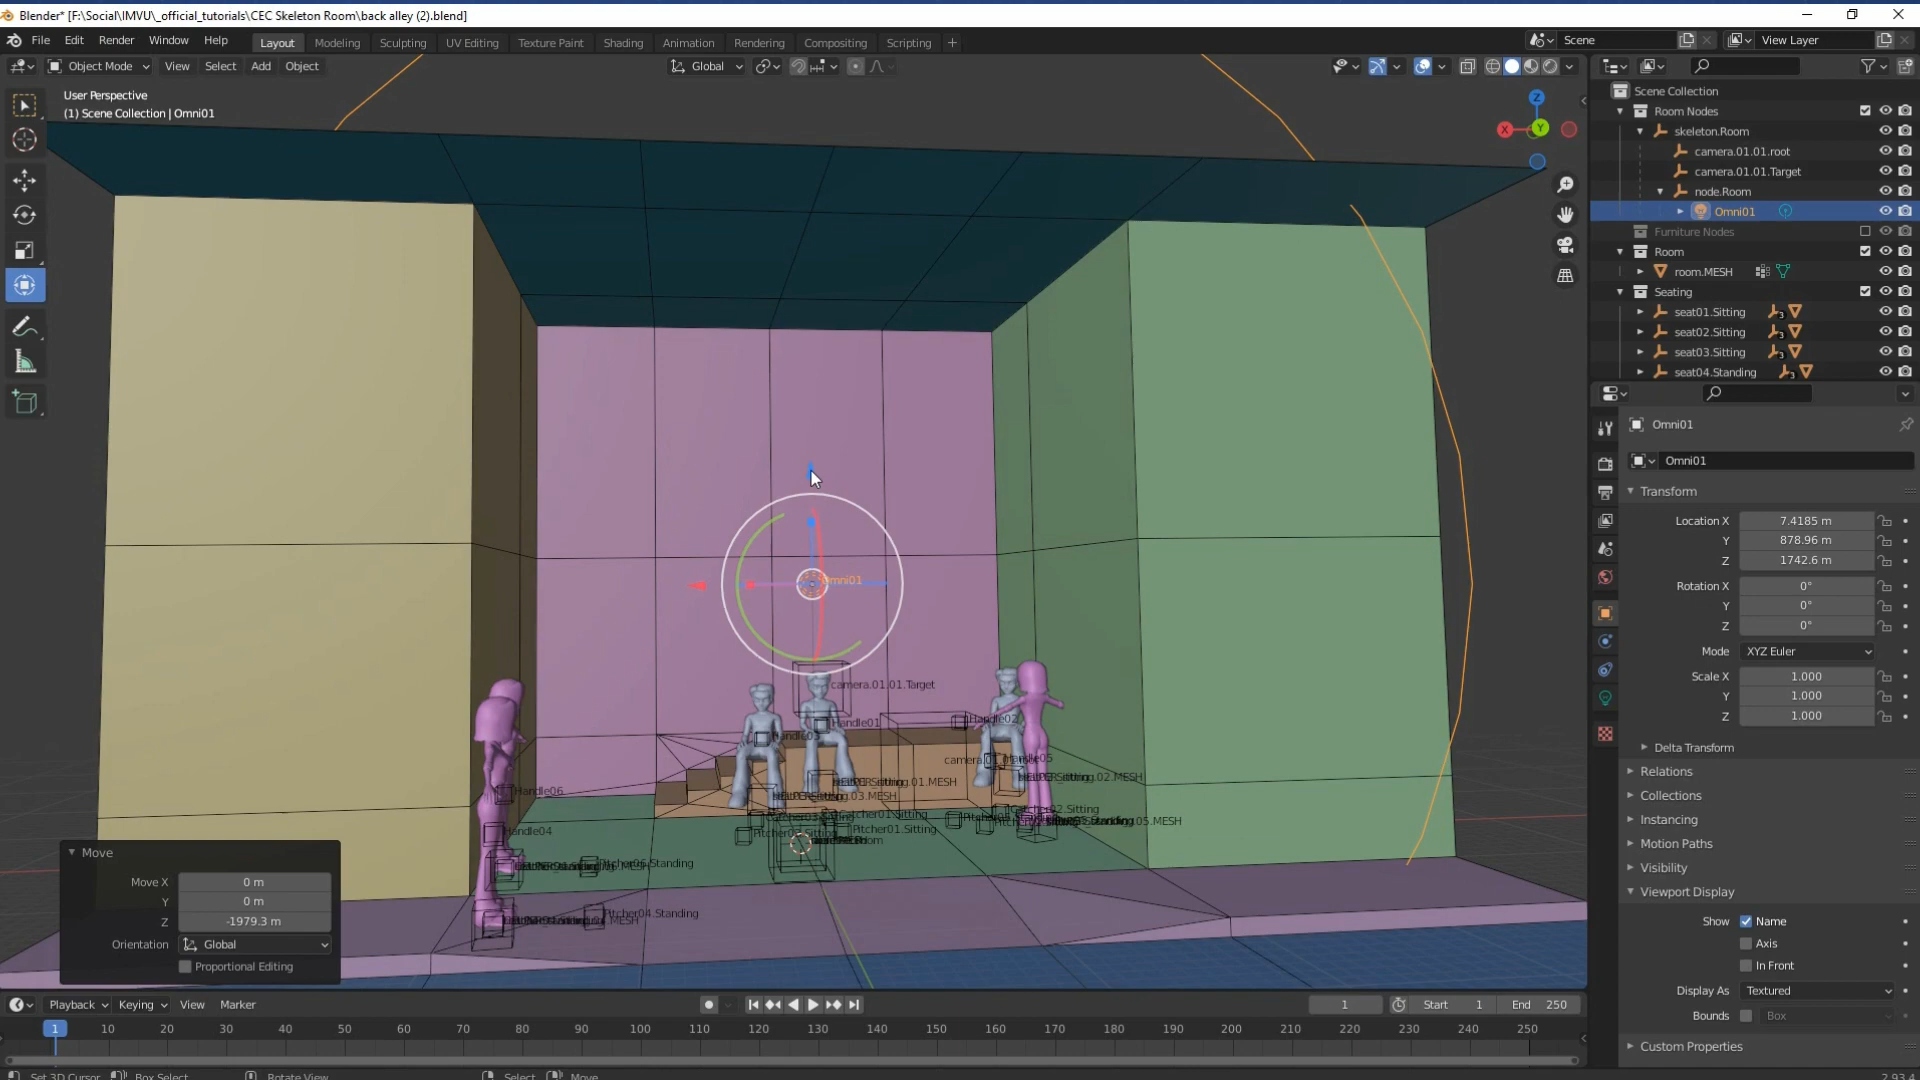 Blender* [F:\Social\IMVU\_official_tutorials\CEC Skeleton Room\back alley (2).blend]
File Edit Render Window Help Layout Modeling Sculpting UV Editing Texture Paint Shading Animation Rendering Compositing Scripting + Scene View Layer
Object Mode View Select Add Object Global
User Perspective
(1) Scene Collection | Omni01
Z
X Y
Scene Collection
Room Nodes
skeleton.Room
camera.01.01.root
camera.01.01.Target
node.Room
Omni01
Furniture Nodes
Room
room.MESH
Seating
seat01.Sitting
seat02.Sitting
seat03.Sitting
seat04.Standing
Omni01
Omni01
Transform
Location X 7.4185 m
Y 878.96 m
Z 1742.6 m
Rotation X 0°
Y 0°
Z 0°
Mode XYZ Euler
Scale X 1.000
Y 1.000
Z 1.000
Delta Transform
Relations
Collections
Instancing
Motion Paths
Visibility
Viewport Display
Show Name
Axis
In Front
Display As Textured
Bounds Box
Custom Properties
Omni01
camera.01.01.Target
Handle01
Handle02
Handle03
Handle05
Handle06
Handle04
Pitcher01.Sitting
Pitcher04.Standing
Move
Move X 0 m
Y 0 m
Z -1979.3 m
Orientation Global
Proportional Editing
Playback Keying View Marker 1 Start 1 End 250
1 10 20 30 40 50 60 70 80 90 100 110 120 130 140 150 160 170 180 190 200 210 220 230 240 250
Set 3D Cursor Box Select Rotate View Select Move 2.93.4